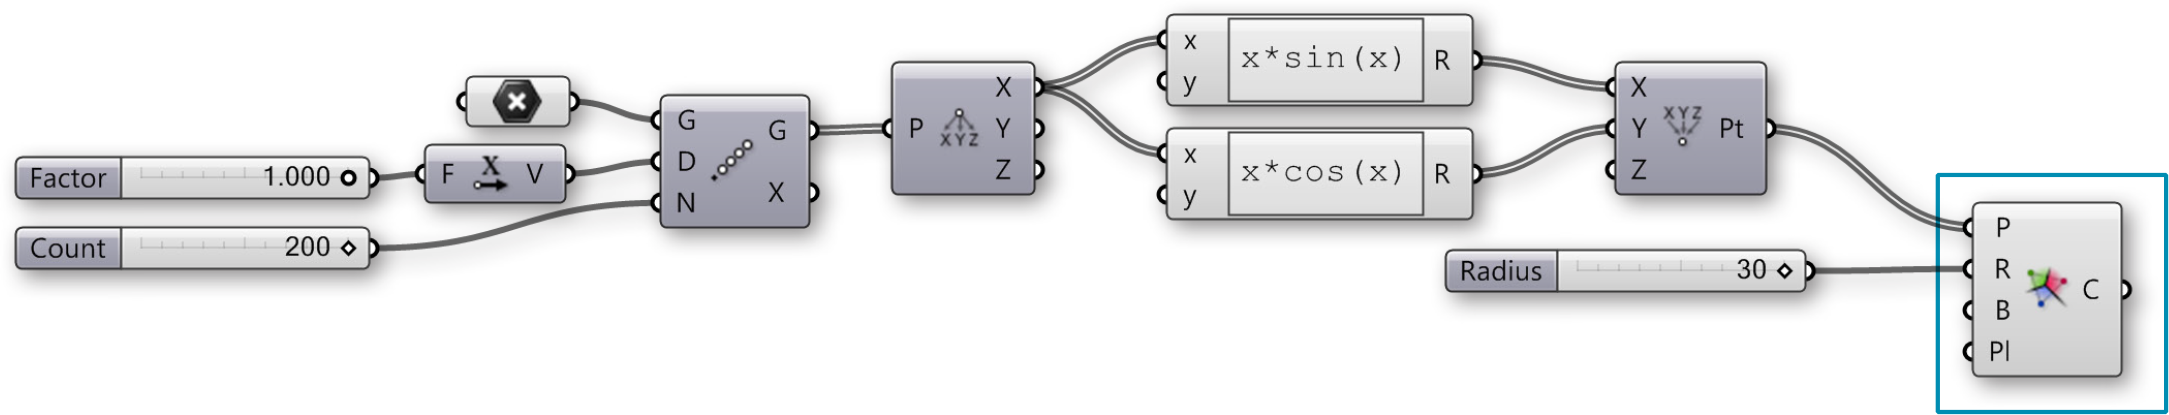 Factor 1.000
Count 200
F X V
G
D
N
G
X
P
X
Y
Z
XYZ
x
y
x*sin(x)
R
x
y
x*cos(x)
R
X
Y
Z
XYZ
Pt
Radius 30
P
R
B
Pl
C